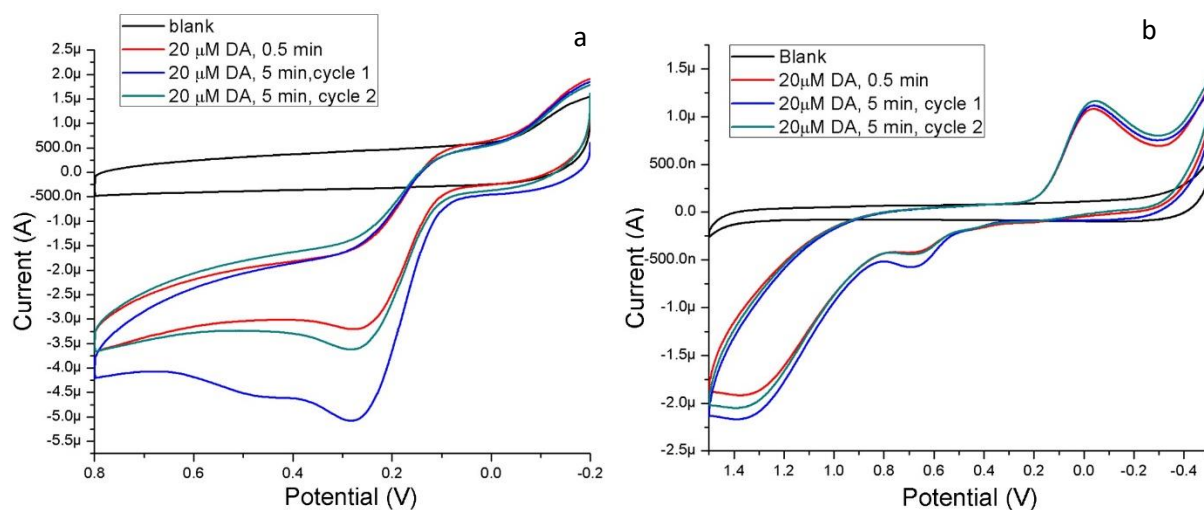 a
blank
20 μM DA, 0.5 min
20 μM DA, 5 min,cycle 1
20 μM DA, 5 min, cycle 2
2.5μ
2.0μ
1.5μ
1.0μ
500.0n
0.0
-500.0n
-1.0μ
-1.5μ
-2.0μ
-2.5μ
-3.0μ
-3.5μ
-4.0μ
-4.5μ
-5.0μ
-5.5μ
Current (A)
0.8 0.6 0.4 0.2 0.0 -0.2
Potential (V)
b
Blank
20μM DA, 0.5 min
20μM DA, 5 min, cycle 1
20μM DA, 5 min, cycle 2
1.5μ
1.0μ
500.0n
0.0
-500.0n
-1.0μ
-1.5μ
-2.0μ
-2.5μ
Current (A)
1.4 1.2 1.0 0.8 0.6 0.4 0.2 0.0 -0.2 -0.4
Potential (V)